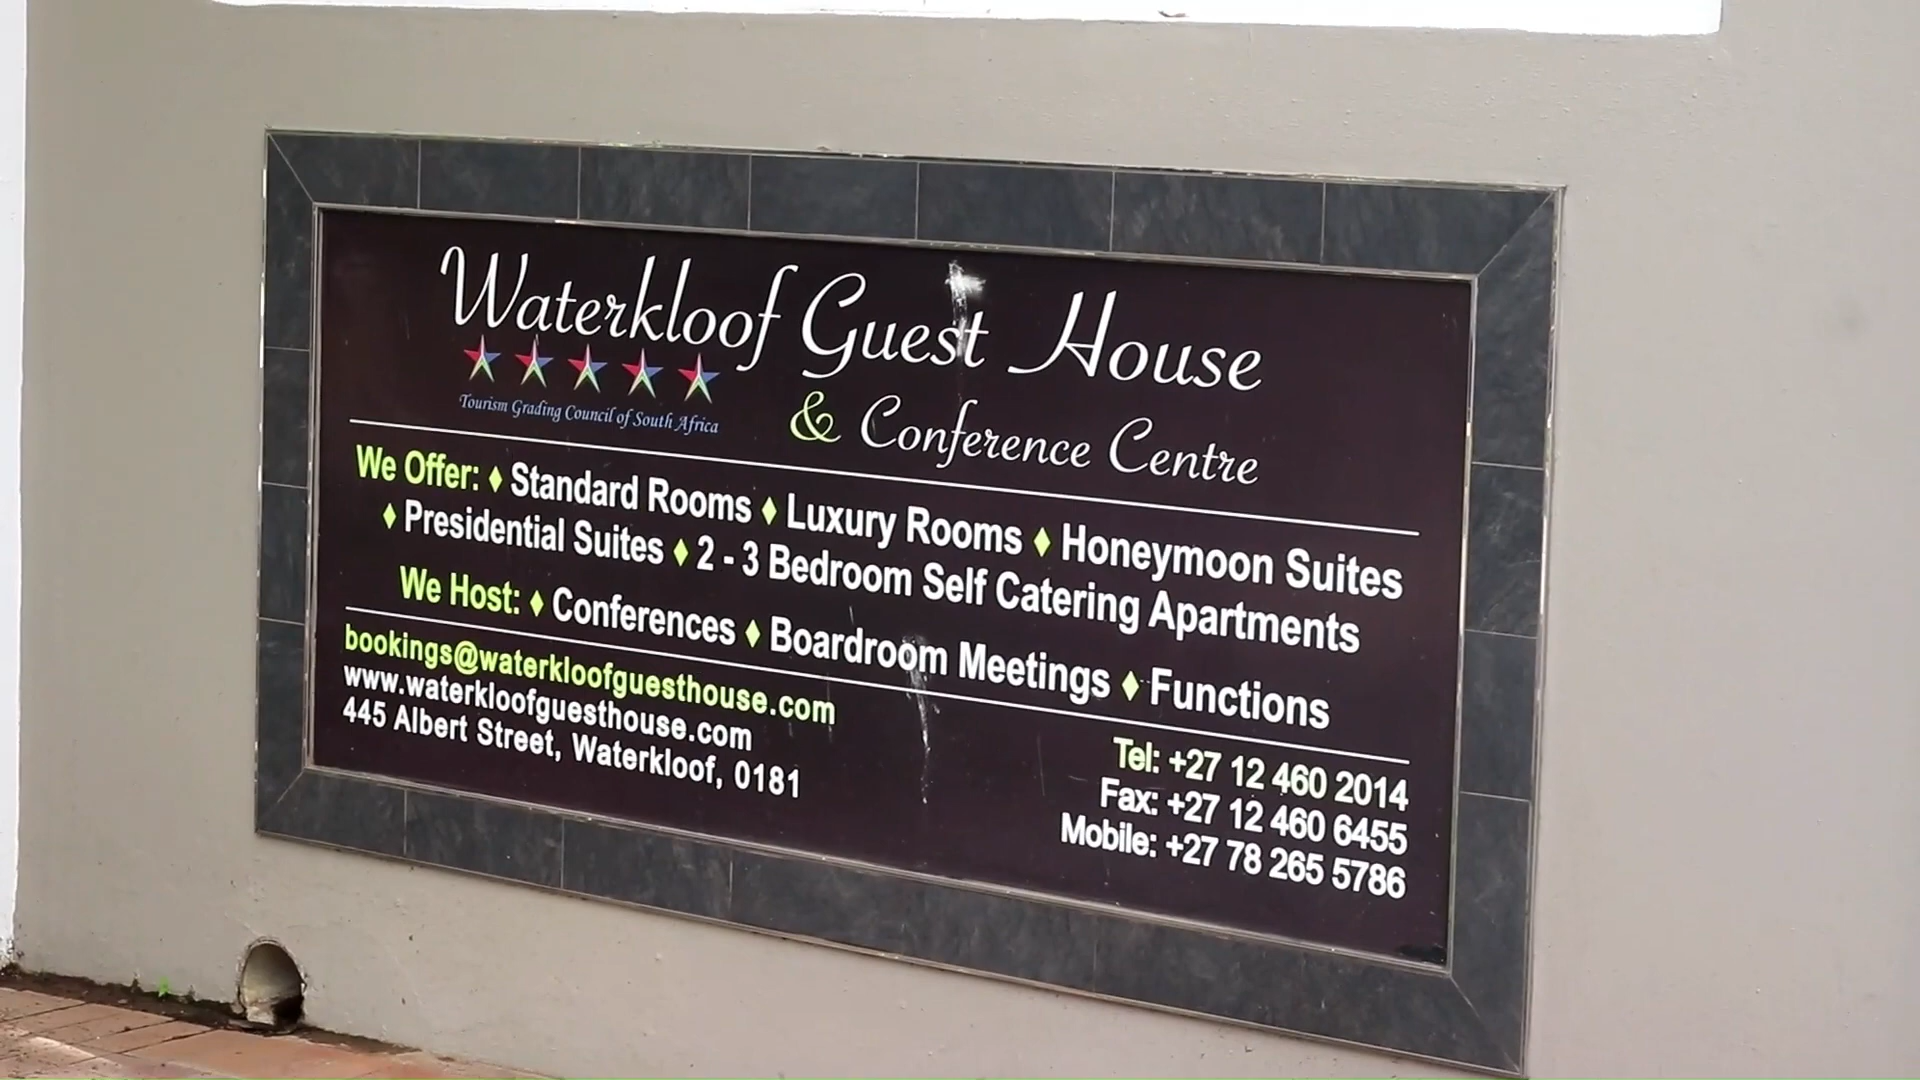 Waterkloof Guest House
Tourism Grading Council of South Africa
& Conference Centre
We Offer: ♦ Standard Rooms ♦ Luxury Rooms ♦ Honeymoon Suites
♦ Presidential Suites ♦ 2 - 3 Bedroom Self Catering Apartments
We Host: ♦ Conferences ♦ Boardroom Meetings ♦ Functions
bookings@waterkloofguesthouse.com
www.waterkloofguesthouse.com
445 Albert Street, Waterkloof, 0181
Tel: +27 12 460 2014
Fax: +27 12 460 6455
Mobile: +27 78 265 5786